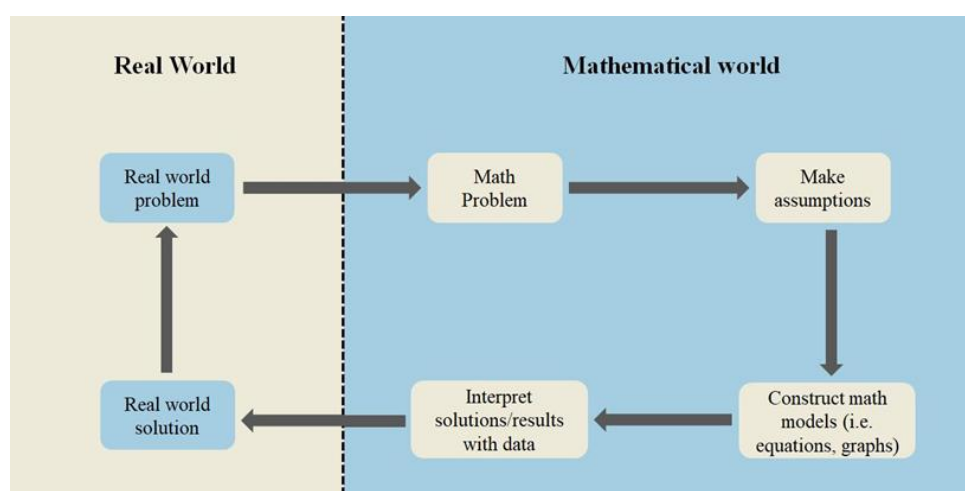 Real World
Mathematical world
Real world
problem
Math
Problem
Make
assumptions
Real world
solution
Interpret
solutions/results
with data
Construct math
models (i.e.
equations, graphs)